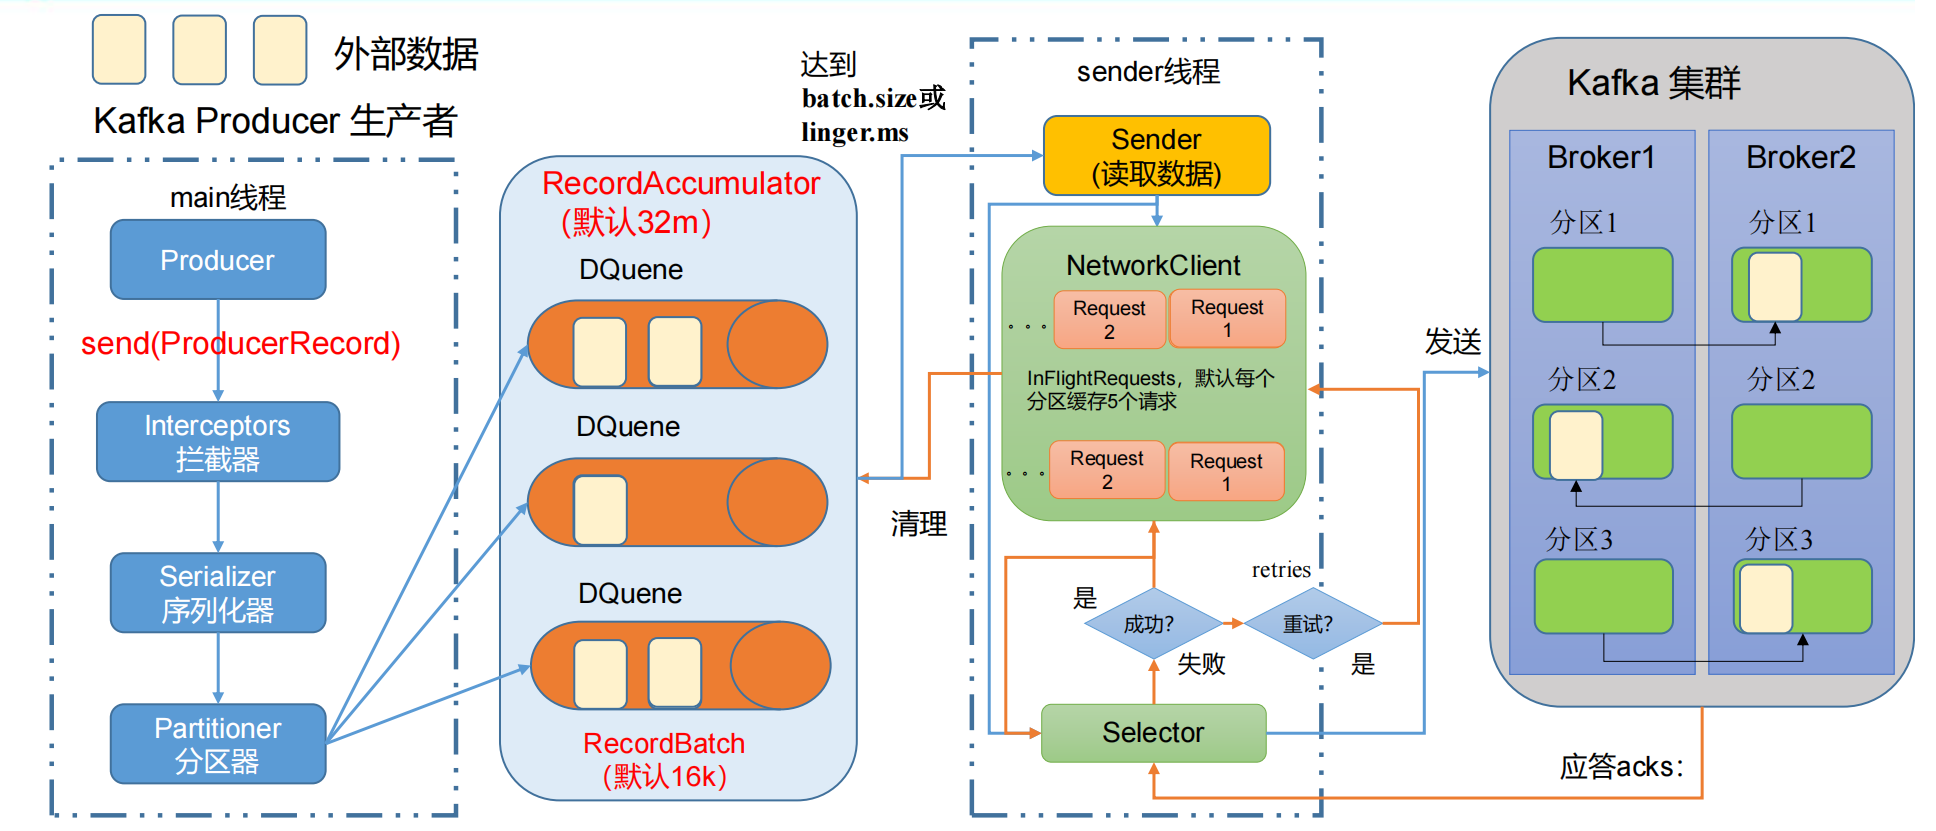 外部数据
Kafka Producer 生产者
main线程
Producer
send(ProducerRecord)
Interceptors
拦截器
Serializer
序列化器
Partitioner
分区器
RecordAccumulator
（默认32m）
DQuene
DQuene
DQuene
RecordBatch
（默认16k）
达到
batch.size或
linger.ms
清理
sender线程
Sender
(读取数据)
NetworkClient
。。。
Request
2
Request
1
InFlightRequests，默认每个
分区缓存5个请求
。。。
Request
2
Request
1
retries
是
成功？
重试？
失败
是
Selector
发送
Kafka 集群
Broker1
Broker2
分区1
分区1
分区2
分区2
分区3
分区3
应答acks：